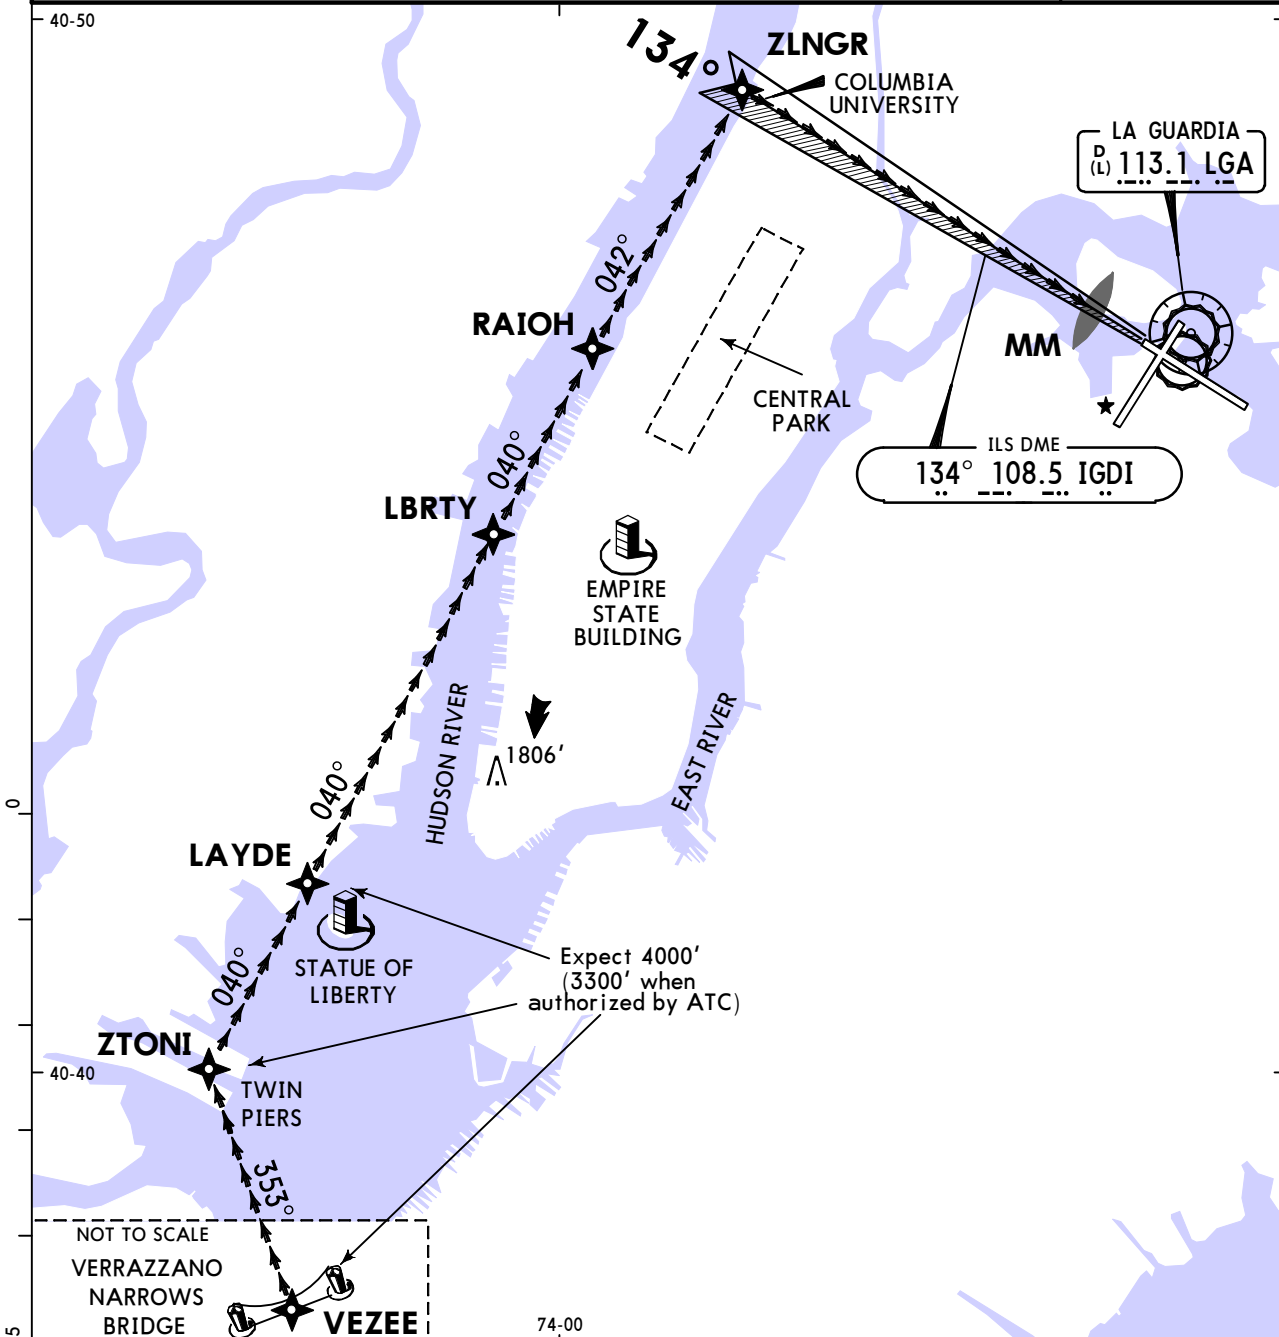 40-50
134°
ZLNGR
COLUMBIA
UNIVERSITY
LA GUARDIA
D
(L) 113.1 LGA
042°
RAIOH
MM
CENTRAL
PARK
ILS DME
134° 108.5 IGDI
040°
LBRTY
EMPIRE
STATE
BUILDING
HUDSON RIVER
EAST RIVER
1806'
040°
0
LAYDE
STATUE OF
LIBERTY
Expect 4000'
(3300' when
authorized by ATC)
040°
ZTONI
40-40
TWIN
PIERS
353°
NOT TO SCALE
VERRAZZANO
NARROWS
BRIDGE
VEZEE
74-00
5